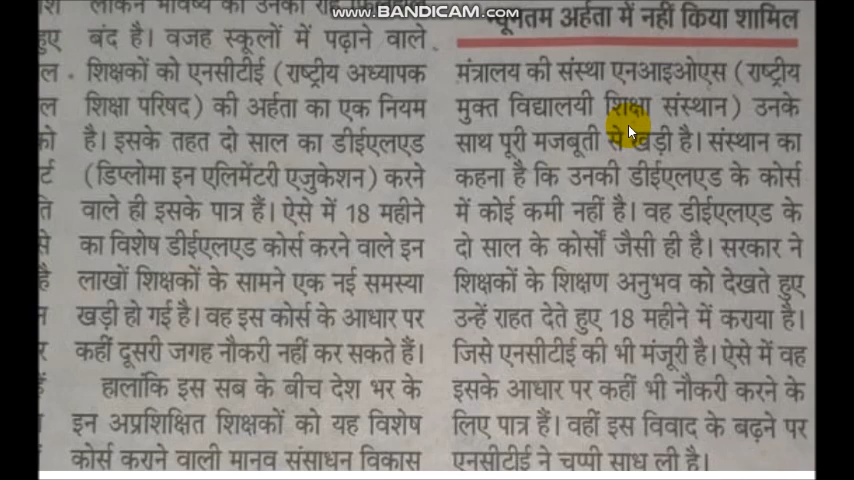 www.BANDICAM.com
लेकिन भविष्य की उनकी राह
बंद है। वजह स्कूलों में पढ़ाने वाले
शिक्षकों को एनसीटीई (राष्ट्रीय अध्यापक
शिक्षा परिषद) की अर्हता का एक नियम
है। इसके तहत दो साल का डीईएलएड
(डिप्लोमा इन एलिमेंटरी एजुकेशन) करने
वाले ही इसके पात्र हैं। ऐसे में 18 महीने
का विशेष डीईएलएड कोर्स करने वाले इन
लाखों शिक्षकों के सामने एक नई समस्या
खड़ी हो गई है। वह इस कोर्स के आधार पर
कहीं दूसरी जगह नौकरी नहीं कर सकते हैं।
हालांकि इस सब के बीच देश भर के
इन अप्रशिक्षित शिक्षकों को यह विशेष
कोर्स कराने वाली मानव संसाधन विकास
अर्हता में नहीं किया शामिल
मंत्रालय की संस्था एनआइओएस (राष्ट्रीय
मुक्त विद्यालयी शिक्षा संस्थान) उनके
साथ पूरी मजबूती से खड़ी है। संस्थान का
कहना है कि उनकी डीईएलएड के कोर्स
में कोई कमी नहीं है। वह डीईएलएड के
दो साल के कोर्सों जैसी ही है। सरकार ने
शिक्षकों के शिक्षण अनुभव को देखते हुए
उन्हें राहत देते हुए 18 महीने में कराया है।
जिसे एनसीटीई की भी मंजूरी है। ऐसे में वह
इसके आधार पर कहीं भी नौकरी करने के
लिए पात्र हैं। वहीं इस विवाद के बढ़ने पर
एनसीटीई ने चुप्पी साध ली है।